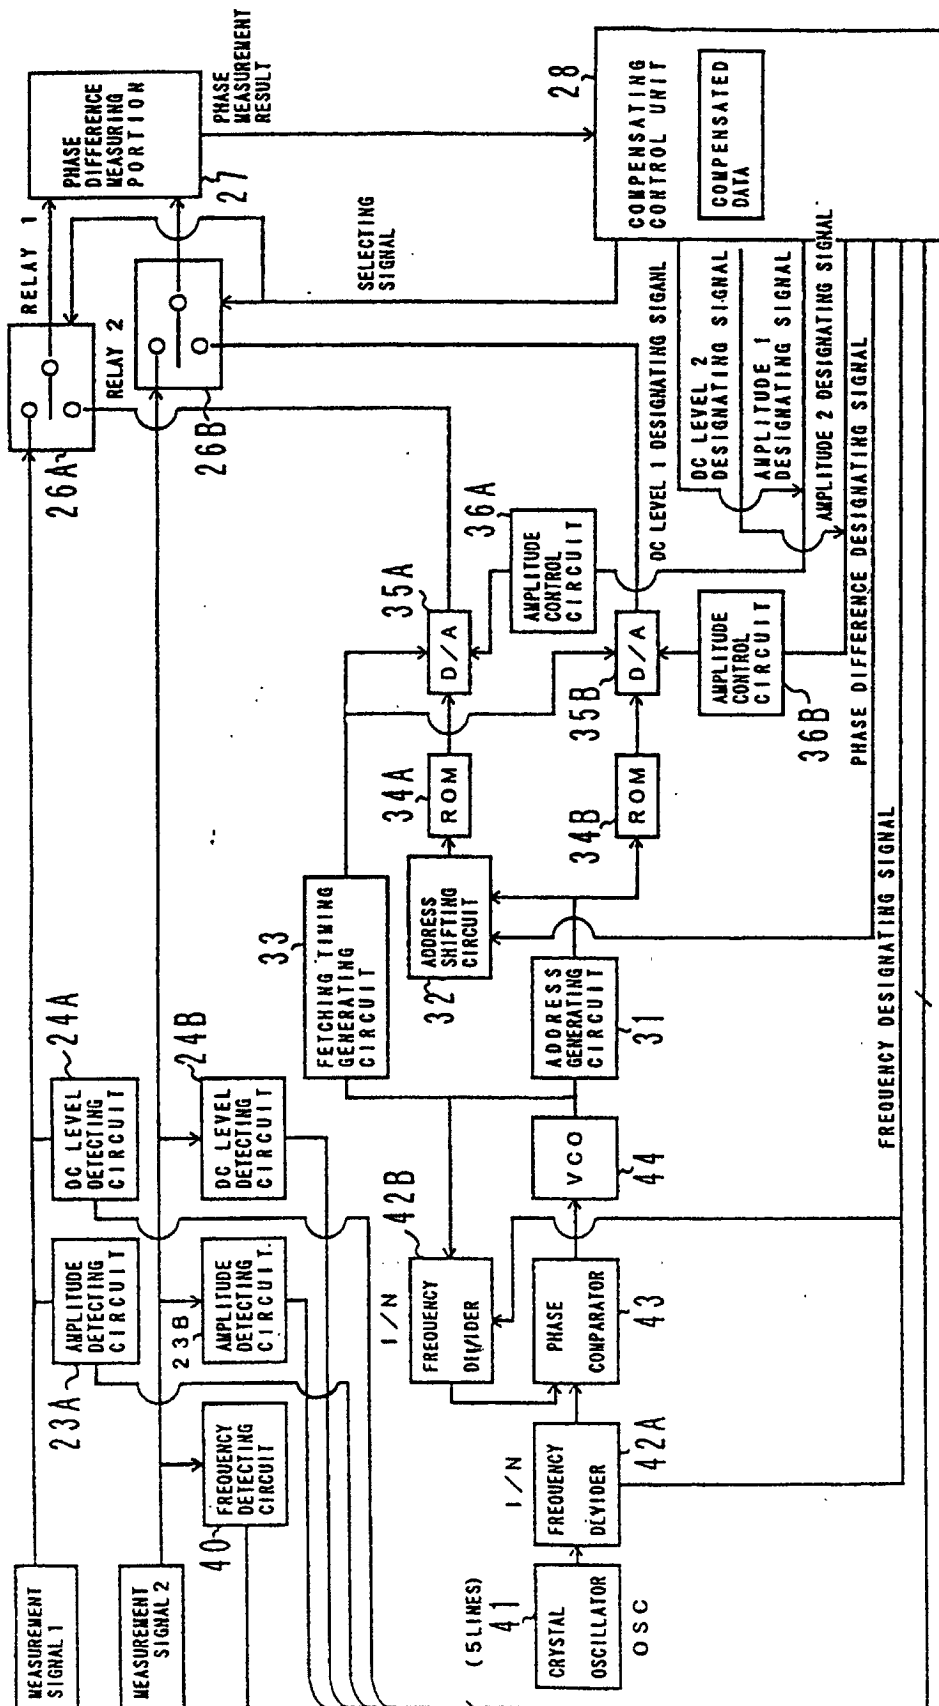 MEASUREMENT
SIGNAL 1
MEASUREMENT
SIGNAL 2
23A
AMPLITUDE
DETECTING
CIRCUIT
24A
DC LEVEL
DETECTING
CIRCUIT
26A
RELAY 1
PHASE
DIFFERENCE
MEASURING
PORTION
27
PHASE
MEASUREMENT
RESULT
40
FREQUENCY
DETECTING
CIRCUIT
23B
AMPLITUDE
DETECTING
CIRCUIT
24B
DC LEVEL
DETECTING
CIRCUIT
RELAY 2
26B
SELECTING
SIGNAL
33
FETCHING TIMING
GENERATING
CIRCUIT
1/N
42B
FREQUENCY
DIVIDER
32
ADDRESS
SHIFTING
CIRCUIT
34A
ROM
35A
D/A
36A
AMPLITUDE
CONTROL
CIRCUIT
(5 LINES)
41
CRYSTAL
OSCILLATOR
OSC
1/N
FREQUENCY
DIVIDER
42A
PHASE
COMPARATOR
43
VCO
44
ADDRESS
GENERATING
CIRCUIT
31
34B
ROM
35B
D/A
AMPLITUDE
CONTROL
CIRCUIT
36B
28
COMPENSATING
CONTROL UNIT
COMPENSATED
DATA
DC LEVEL 1 DESIGNATING SIGANL
DC LEVEL 2
DESIGNATING SIGNAL
AMPLITUDE 1
DESIGNATING SIGNAL
AMPLITUDE 2 DESIGNATING SIGNAL
PHASE DIFFERENCE DESIGNATING SIGNAL
FREQUENCY DESIGNATING SIGNAL